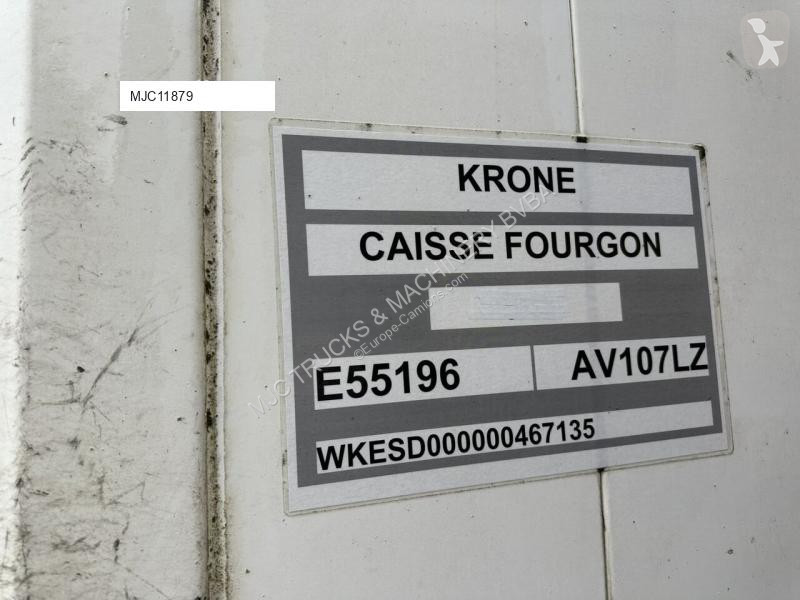 MJC11879
KRONE
CAISSE FOURGON
E55196 AV107LZ
WKESD000000467135
MJC TRUCKS & MACHINERY BVBA
©Europe-Camions.com